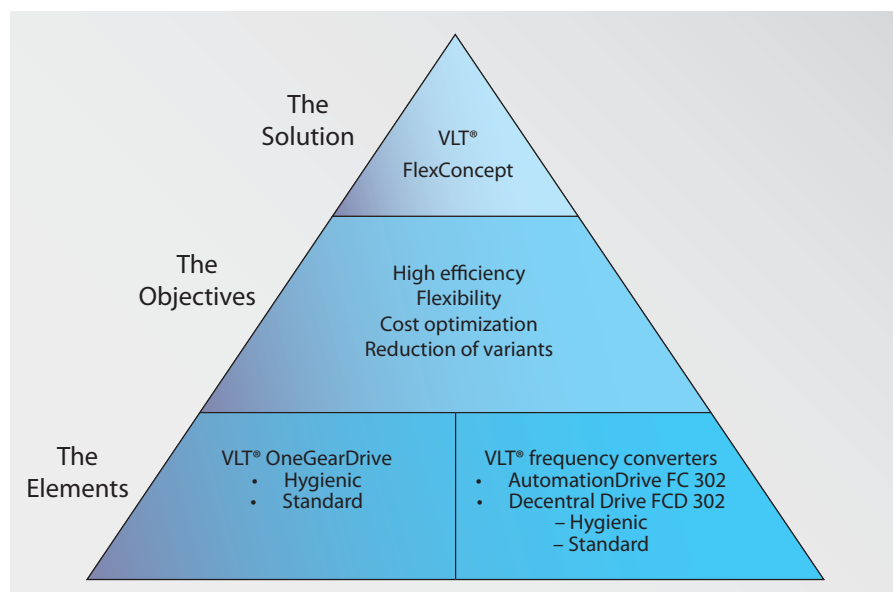 The
Solution
VLT®
FlexConcept
The
Objectives
High efficiency
Flexibility
Cost optimization
Reduction of variants
The
Elements
VLT® OneGearDrive
• Hygienic
• Standard
VLT® frequency converters
• AutomationDrive FC 302
• Decentral Drive FCD 302
– Hygienic
– Standard